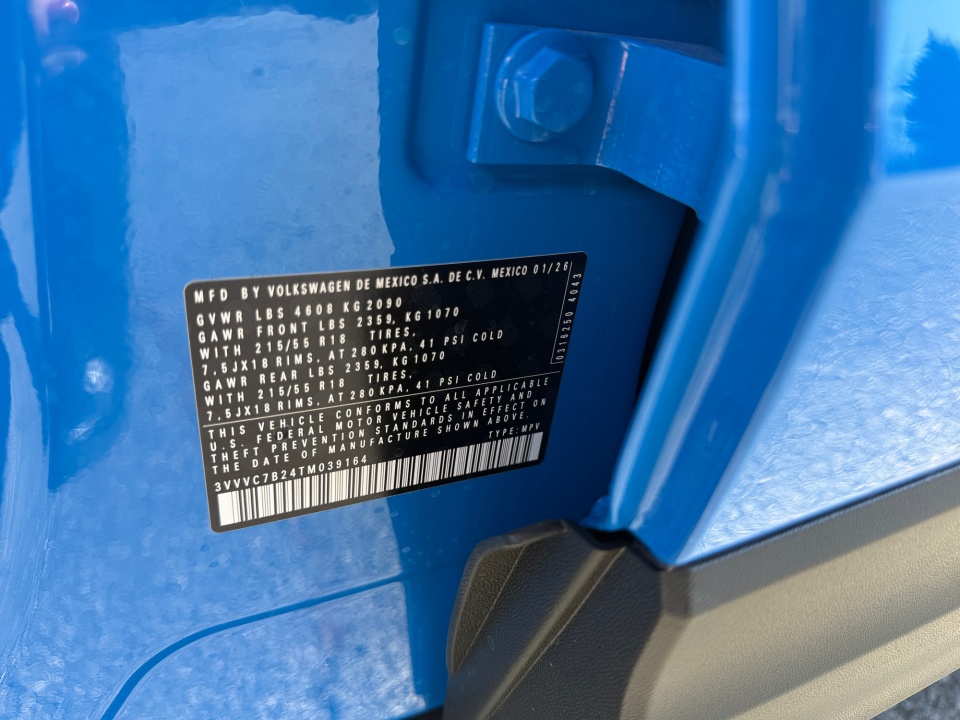 MFD BY VOLKSWAGEN DE MEXICO S.A. DE C.V. MEXICO 01/26
GVWR LBS 4608 KG 2090
GAWR FRONT LBS 2359, KG 1070
WITH 215/55 R18 TIRES,
7.5JX18 RIMS, AT 280 KPA, 41 PSI COLD
GAWR REAR LBS 2359, KG 1070
WITH 215/55 R18 TIRES,
7.5JX18 RIMS, AT 280 KPA, 41 PSI COLD
0316250 4043
THIS VEHICLE CONFORMS TO ALL APPLICABLE
U.S. FEDERAL MOTOR VEHICLE SAFETY AND
THEFT PREVENTION STANDARDS IN EFFECT ON
THE DATE OF MANUFACTURE SHOWN ABOVE.
3VVVC7B24TM039164 TYPE: MPV